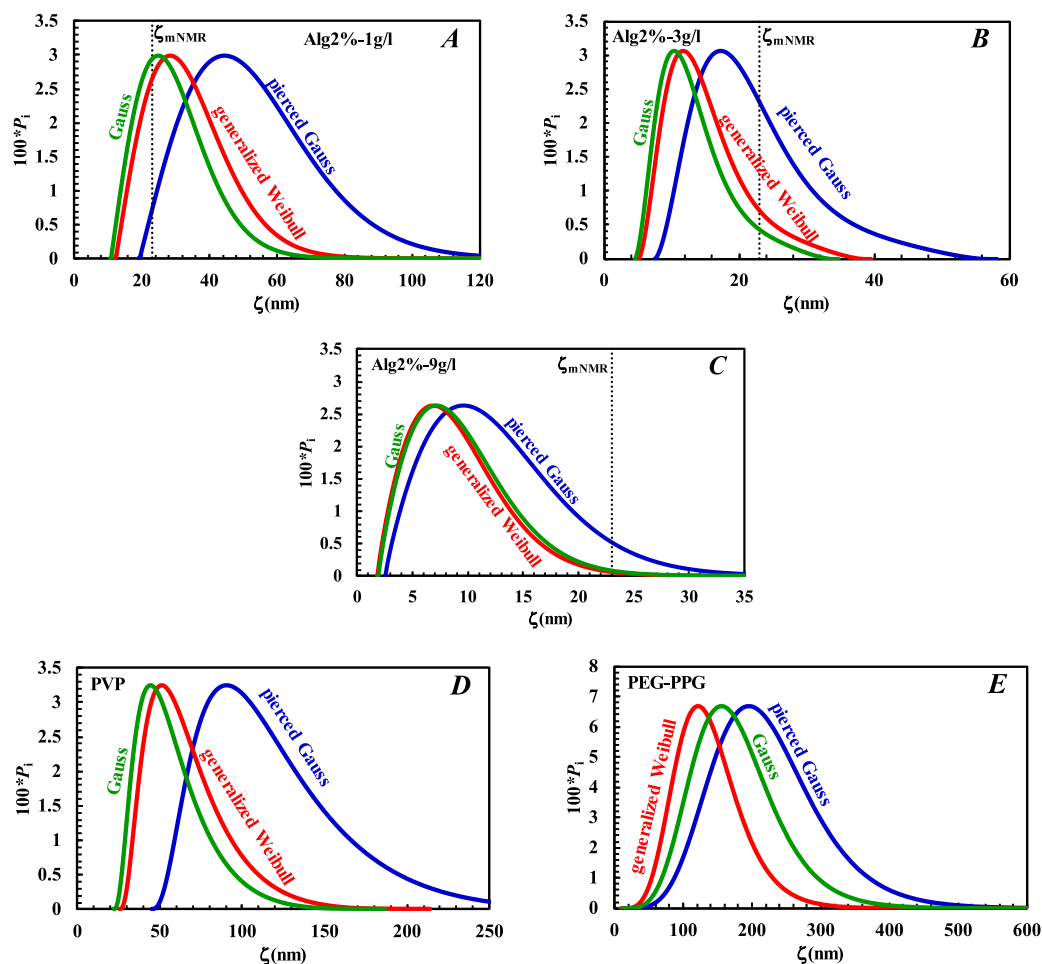 ζmNMR
Alg2%-1g/l
A
3.5
3
2.5
2
1.5
1
0.5
0
100*Pi
Gauss
generalized Weibull
pierced Gauss
0 20 40 60 80 100 120
ζ(nm)
Alg2%-3g/l
ζmNMR
B
3.5
3
2.5
2
1.5
1
0.5
0
100*Pi
Gauss
generalized Weibull
pierced Gauss
0 20 40 60
ζ(nm)
Alg2%-9g/l
ζmNMR
C
3.5
3
2.5
2
1.5
1
0.5
0
100*Pi
Gauss
generalized Weibull
pierced Gauss
0 5 10 15 20 25 30 35
ζ(nm)
PVP
D
3.5
3
2.5
2
1.5
1
0.5
0
100*Pi
Gauss
generalized Weibull
pierced Gauss
0 50 100 150 200 250
ζ(nm)
PEG-PPG
E
8
7
6
5
4
3
2
1
0
100*Pi
generalized Weibull
Gauss
pierced Gauss
0 100 200 300 400 500 600
ζ(nm)